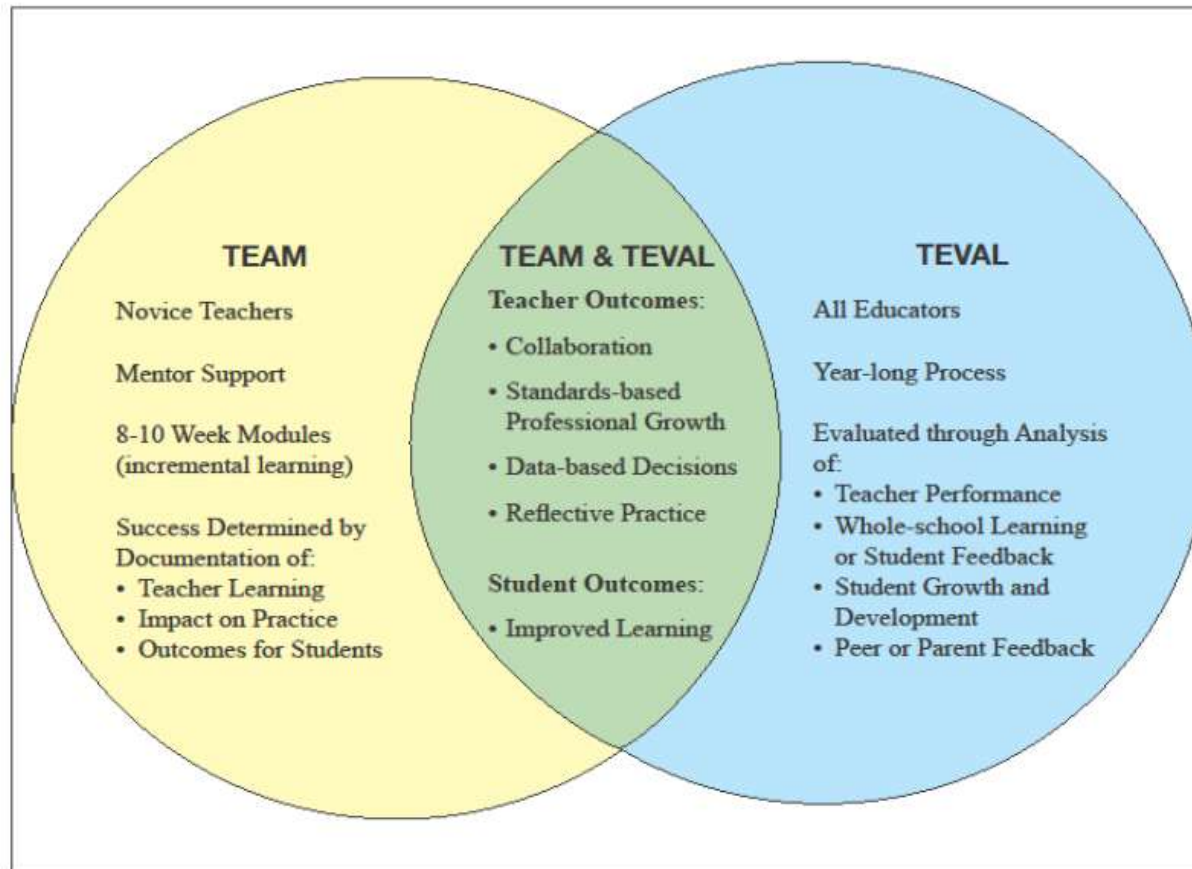 TEAM
Novice Teachers
Mentor Support
8-10 Week Modules
(incremental learning)
Success Determined by
Documentation of:
• Teacher Learning
• Impact on Practice
• Outcomes for Students
TEAM & TEVAL
Teacher Outcomes:
• Collaboration
• Standards-based
Professional Growth
• Data-based Decisions
• Reflective Practice
Student Outcomes:
• Improved Learning
TEVAL
All Educators
Year-long Process
Evaluated through Analysis
of:
• Teacher Performance
• Whole-school Learning
or Student Feedback
• Student Growth and
Development
• Peer or Parent Feedback